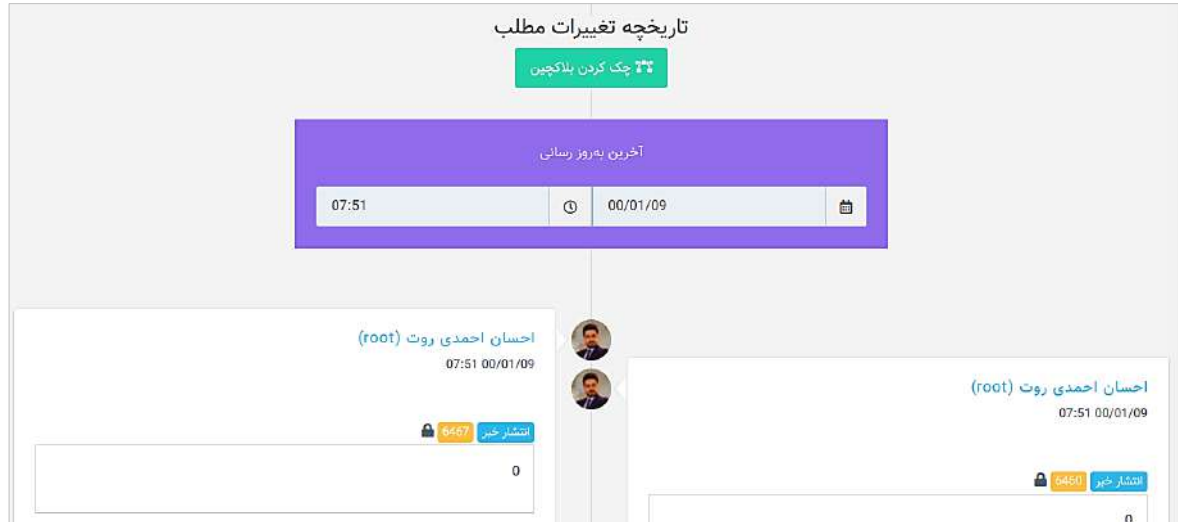 تاریخچه تغییرات مطلب
چک کردن بلاکچین
آخرین به‌روز رسانی
00/01/09
07:51
احسان احمدی روت (root)
07:51 00/01/09
انتشار خبر 6467
0
احسان احمدی روت (root)
07:51 00/01/09
انتشار خبر 6460
0